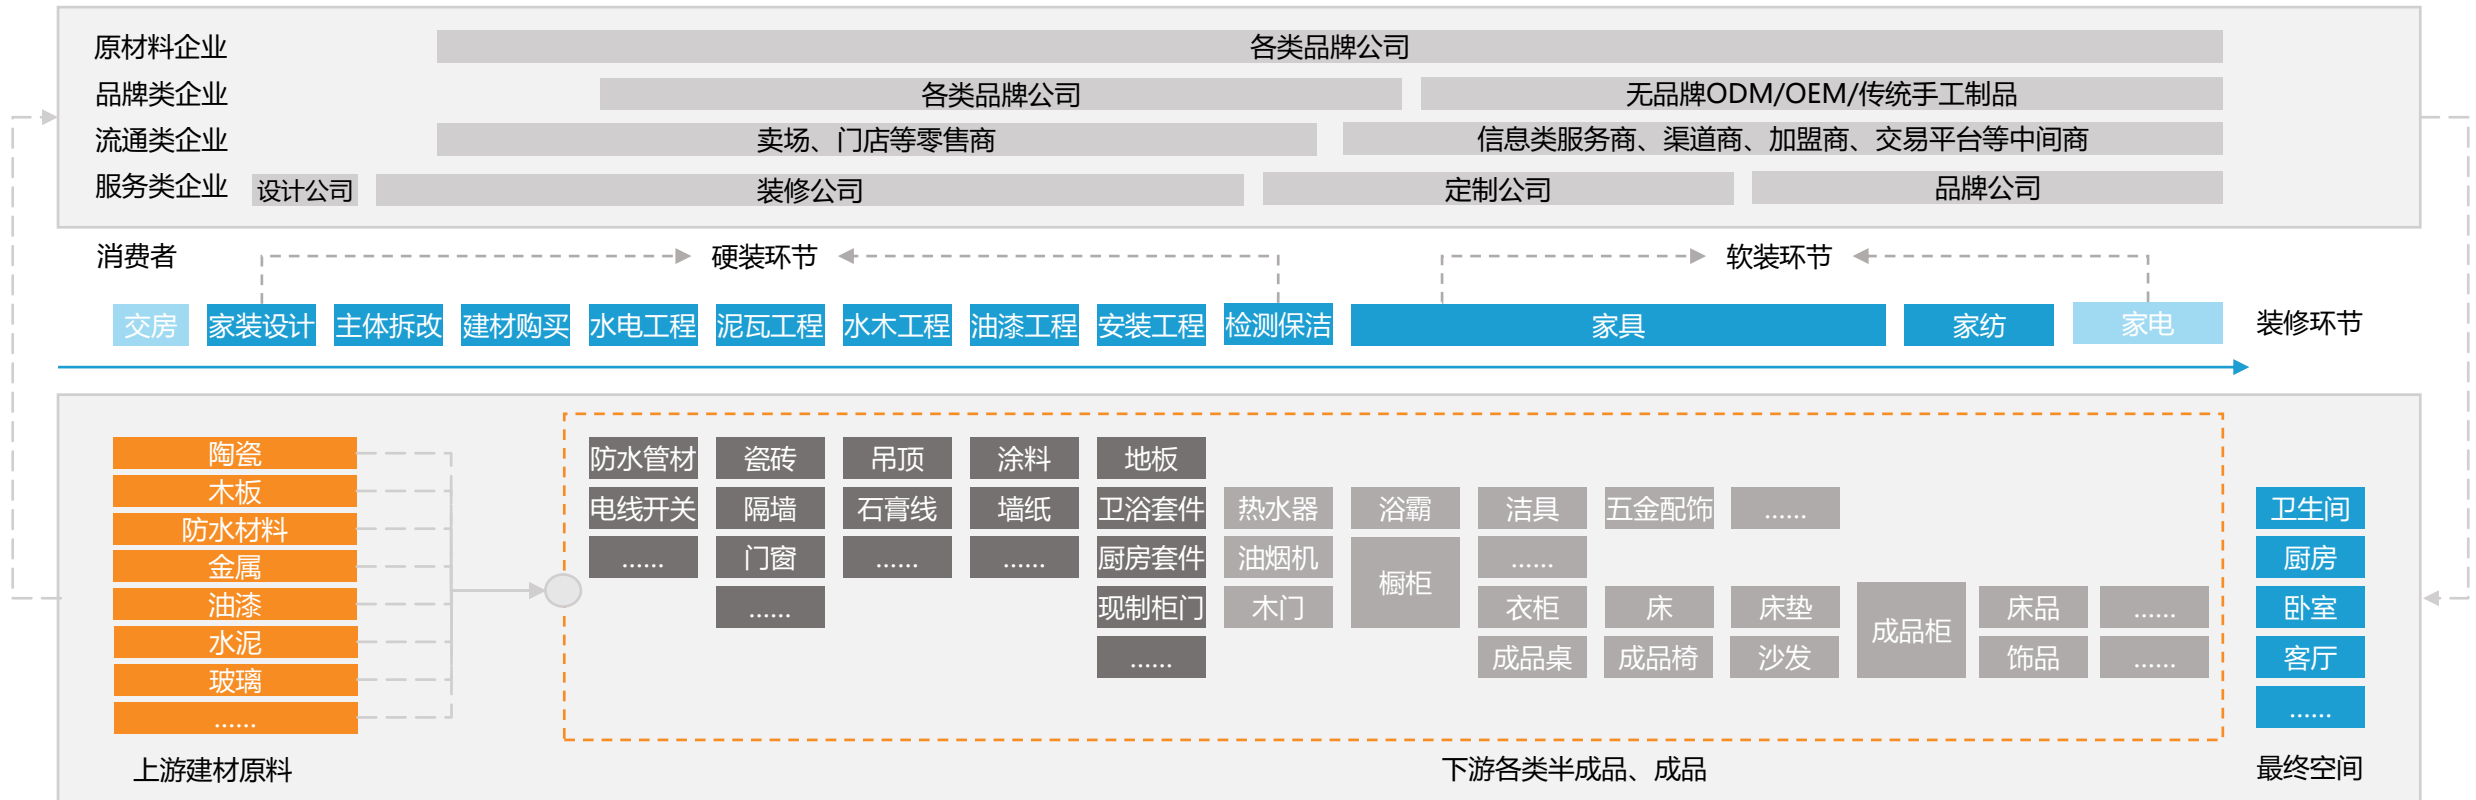 原材料企业 各类品牌公司
品牌类企业 各类品牌公司 无品牌ODM/OEM/传统手工制品
流通类企业 卖场、门店等零售商 信息类服务商、渠道商、加盟商、交易平台等中间商
服务类企业 设计公司 装修公司 定制公司 品牌公司
消费者 硬装环节 软装环节
交房 家装设计 主体拆改 建材购买 水电工程 泥瓦工程 水木工程 油漆工程 安装工程 检测保洁 家具 家纺 家电 装修环节
陶瓷
木板
防水材料
金属
油漆
水泥
玻璃
......
上游建材原料
防水管材 瓷砖 吊顶 涂料 地板
电线开关 隔墙 石膏线 墙纸 卫浴套件 热水器 浴霸 洁具 五金配饰 ......
...... 门窗 ...... ...... 厨房套件 油烟机 橱柜 ......
...... 现制柜门 木门 衣柜 床 床垫 成品柜 床品 ......
...... 成品桌 成品椅 沙发 饰品 ......
下游各类半成品、成品
卫生间
厨房
卧室
客厅
......
最终空间